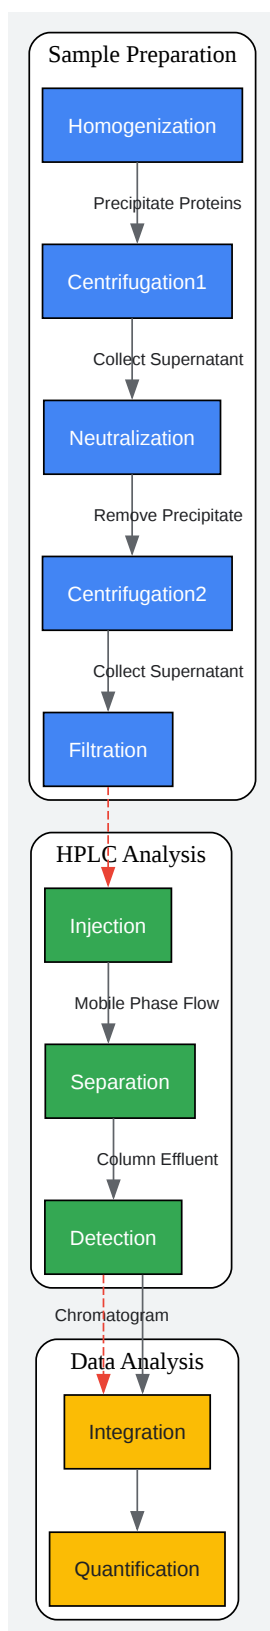 Sample Preparation
Homogenization
Precipitate Proteins
Centrifugation1
Collect Supernatant
Neutralization
Remove Precipitate
Centrifugation2
Collect Supernatant
Filtration
HPLC Analysis
Injection
Mobile Phase Flow
Separation
Column Effluent
Detection
Chromatogram
Data Analysis
Integration
Quantification